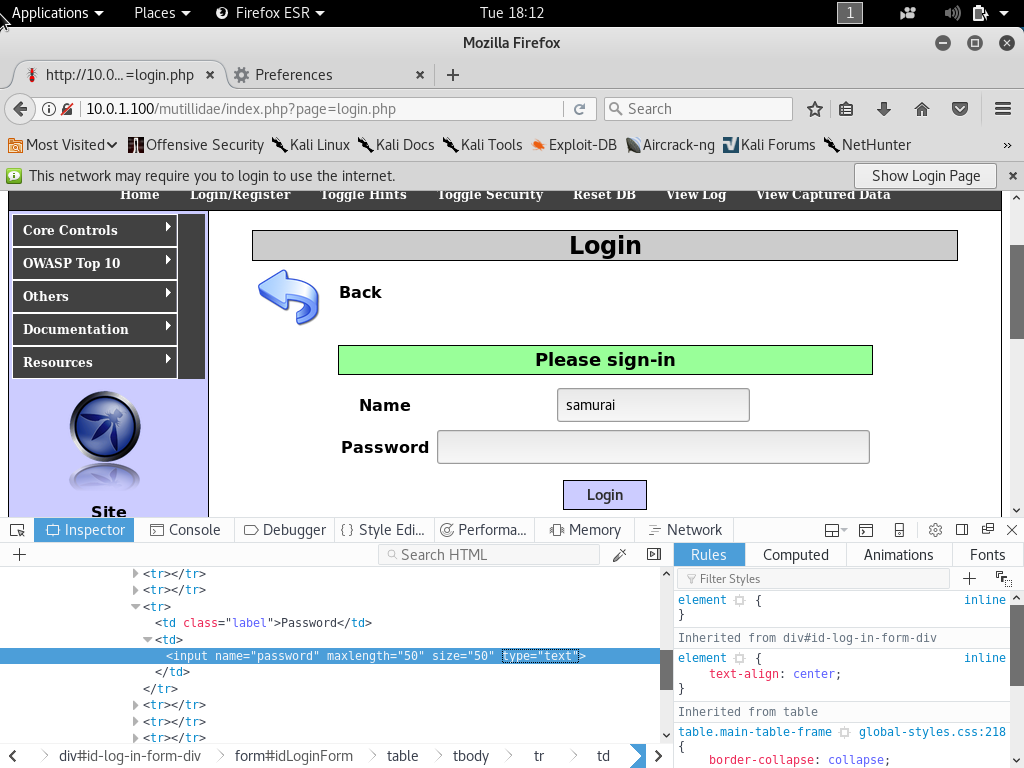 Applications Places Firefox ESR Tue 18:12 1
Mozilla Firefox
http://10.0...=login.php Preferences
10.0.1.100/mutillidae/index.php?page=login.php Search
Most Visited Offensive Security Kali Linux Kali Docs Kali Tools Exploit-DB Aircrack-ng Kali Forums NetHunter »
This network may require you to login to use the internet. Show Login Page
Home Login/Register Toggle Hints Toggle Security Reset DB View Log View Captured Data
Core Controls
OWASP Top 10
Others
Documentation
Resources
Site
Login
Back
Please sign-in
Name samurai
Password
Login
Inspector Console Debugger { } Style Edi... Performa... Memory Network
+ Search HTML
<tr></tr>
<tr></tr>
<tr>
<td class="label">Password</td>
<td>
<input name="password" maxlength="50" size="50" type="text">
</td>
</tr>
<tr></tr>
<tr></tr>
<tr></tr>
div#id-log-in-form-div form#idLoginForm table tbody tr td
Rules Computed Animations Fonts
Filter Styles
element { inline
}
Inherited from div#id-log-in-form-div
element { inline
text-align: center;
}
Inherited from table
table.main-table-frame global-styles.css:218
{
border-collapse: collapse;